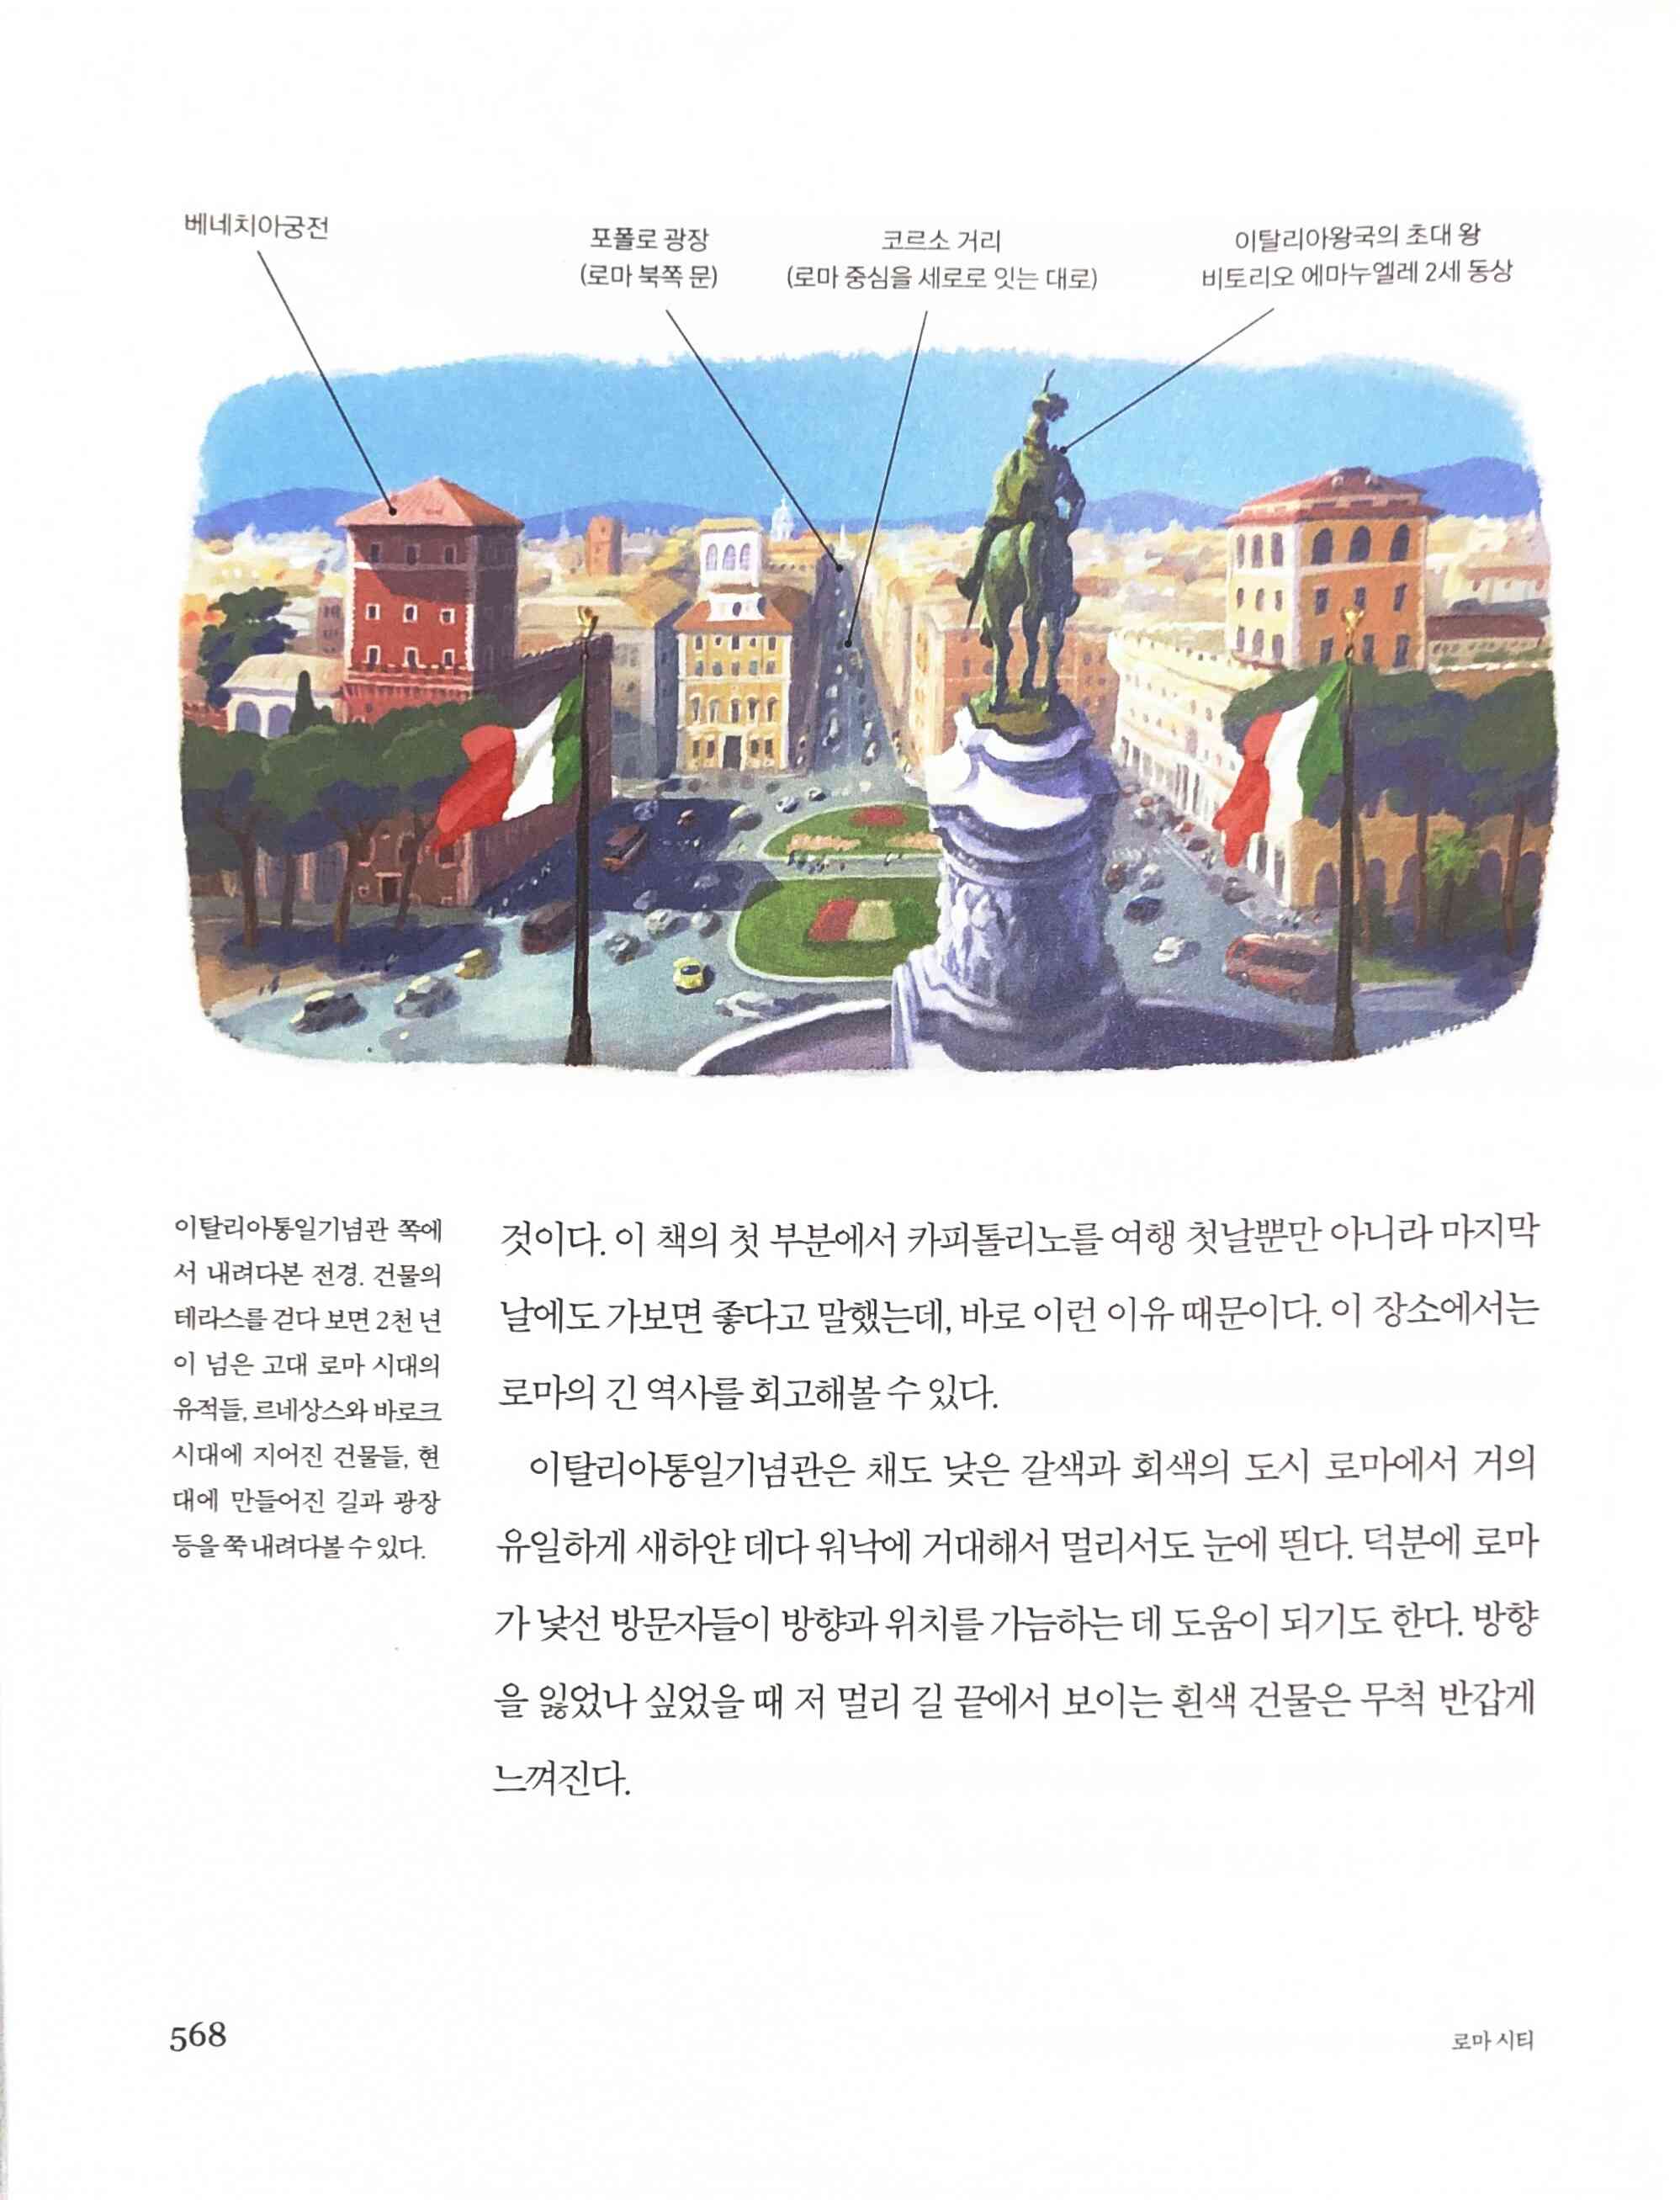 베네치아궁전
포폴로 광장
(로마 북쪽 문)
코르소 거리
(로마 중심을 세로로 잇는 대로)
이탈리아왕국의 초대 왕
비토리오 에마누엘레 2세 동상
이탈리아통일기념관 쪽에
서 내려다본 전경. 건물의
테라스를 걷다 보면 2천 년
이 넘은 고대 로마 시대의
유적들, 르네상스와 바로크
시대에 지어진 건물들, 현
대에 만들어진 길과 광장
등을 쭉 내려다볼 수 있다.
것이다. 이 책의 첫 부분에서 카피톨리노를 여행 첫날뿐만 아니라 마지막
날에도 가보면 좋다고 말했는데, 바로 이런 이유 때문이다. 이 장소에서는
로마의 긴 역사를 회고해볼 수 있다.
이탈리아통일기념관은 채도 낮은 갈색과 회색의 도시 로마에서 거의
유일하게 새하얀 데다 워낙에 거대해서 멀리서도 눈에 띈다. 덕분에 로마
가 낯선 방문자들이 방향과 위치를 가늠하는 데 도움이 되기도 한다. 방향
을 잃었나 싶었을 때 저 멀리 길 끝에서 보이는 흰색 건물은 무척 반갑게
느껴진다.
568
로마 시티